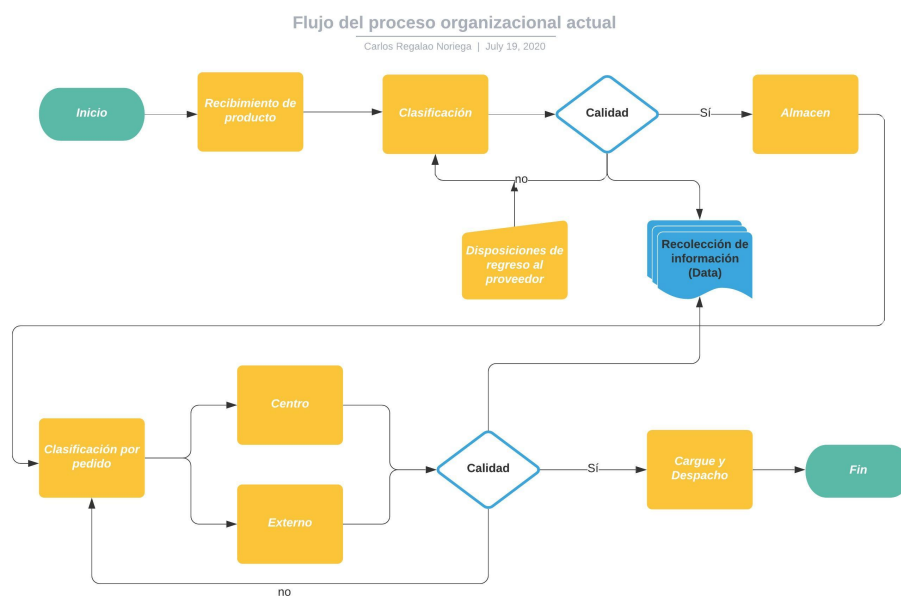 Flujo del proceso organizacional actual
Carlos Regalao Noriega | July 19, 2020
Inicio
Recibimiento de
producto
Clasificación
Calidad
Sí
Almacen
no
Disposiciones de
regreso al
proveedor
Recolección de
información
(Data)
Centro
Clasificación por
pedido
Calidad
Sí
Cargue y
Despacho
Fin
Externo
no